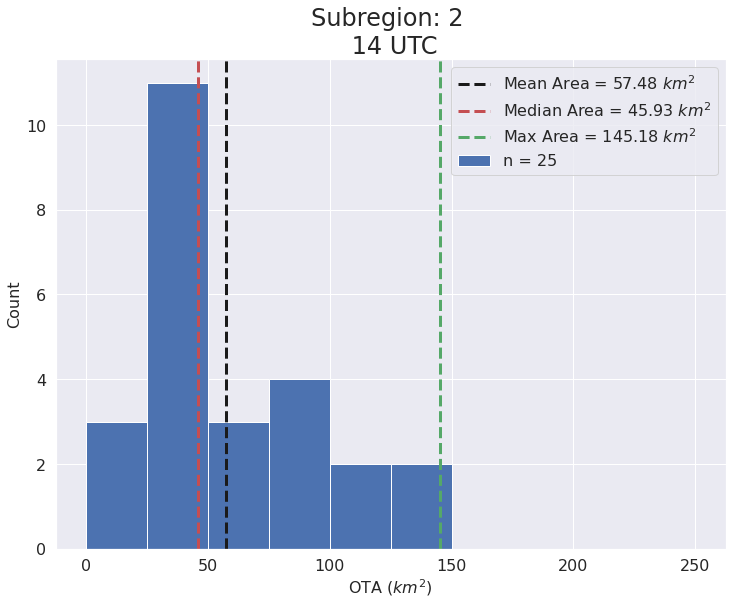 Subregion: 2
14 UTC
Mean Area = 57.48 km²
Median Area = 45.93 km²
Max Area = 145.18 km²
n = 25
Count
10
8
6
4
2
0
0 50 100 150 200 250
OTA (km²)